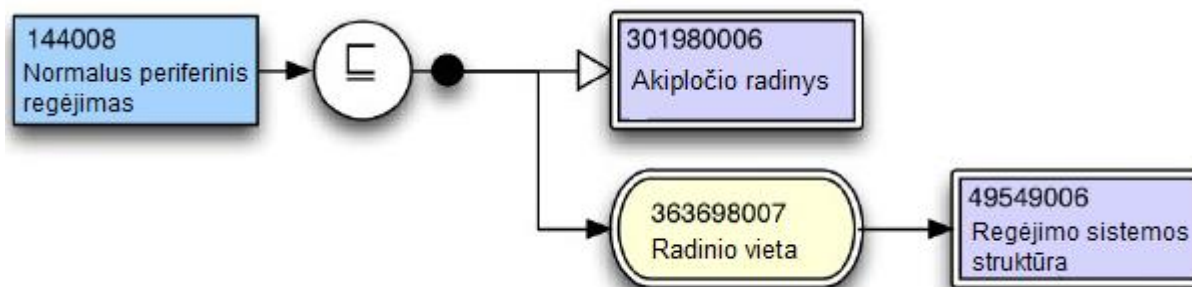 144008
Normalus periferinis
regėjimas
⊑
301980006
Akipločio radinys
363698007
Radinio vieta
49549006
Regėjimo sistemos
struktūra